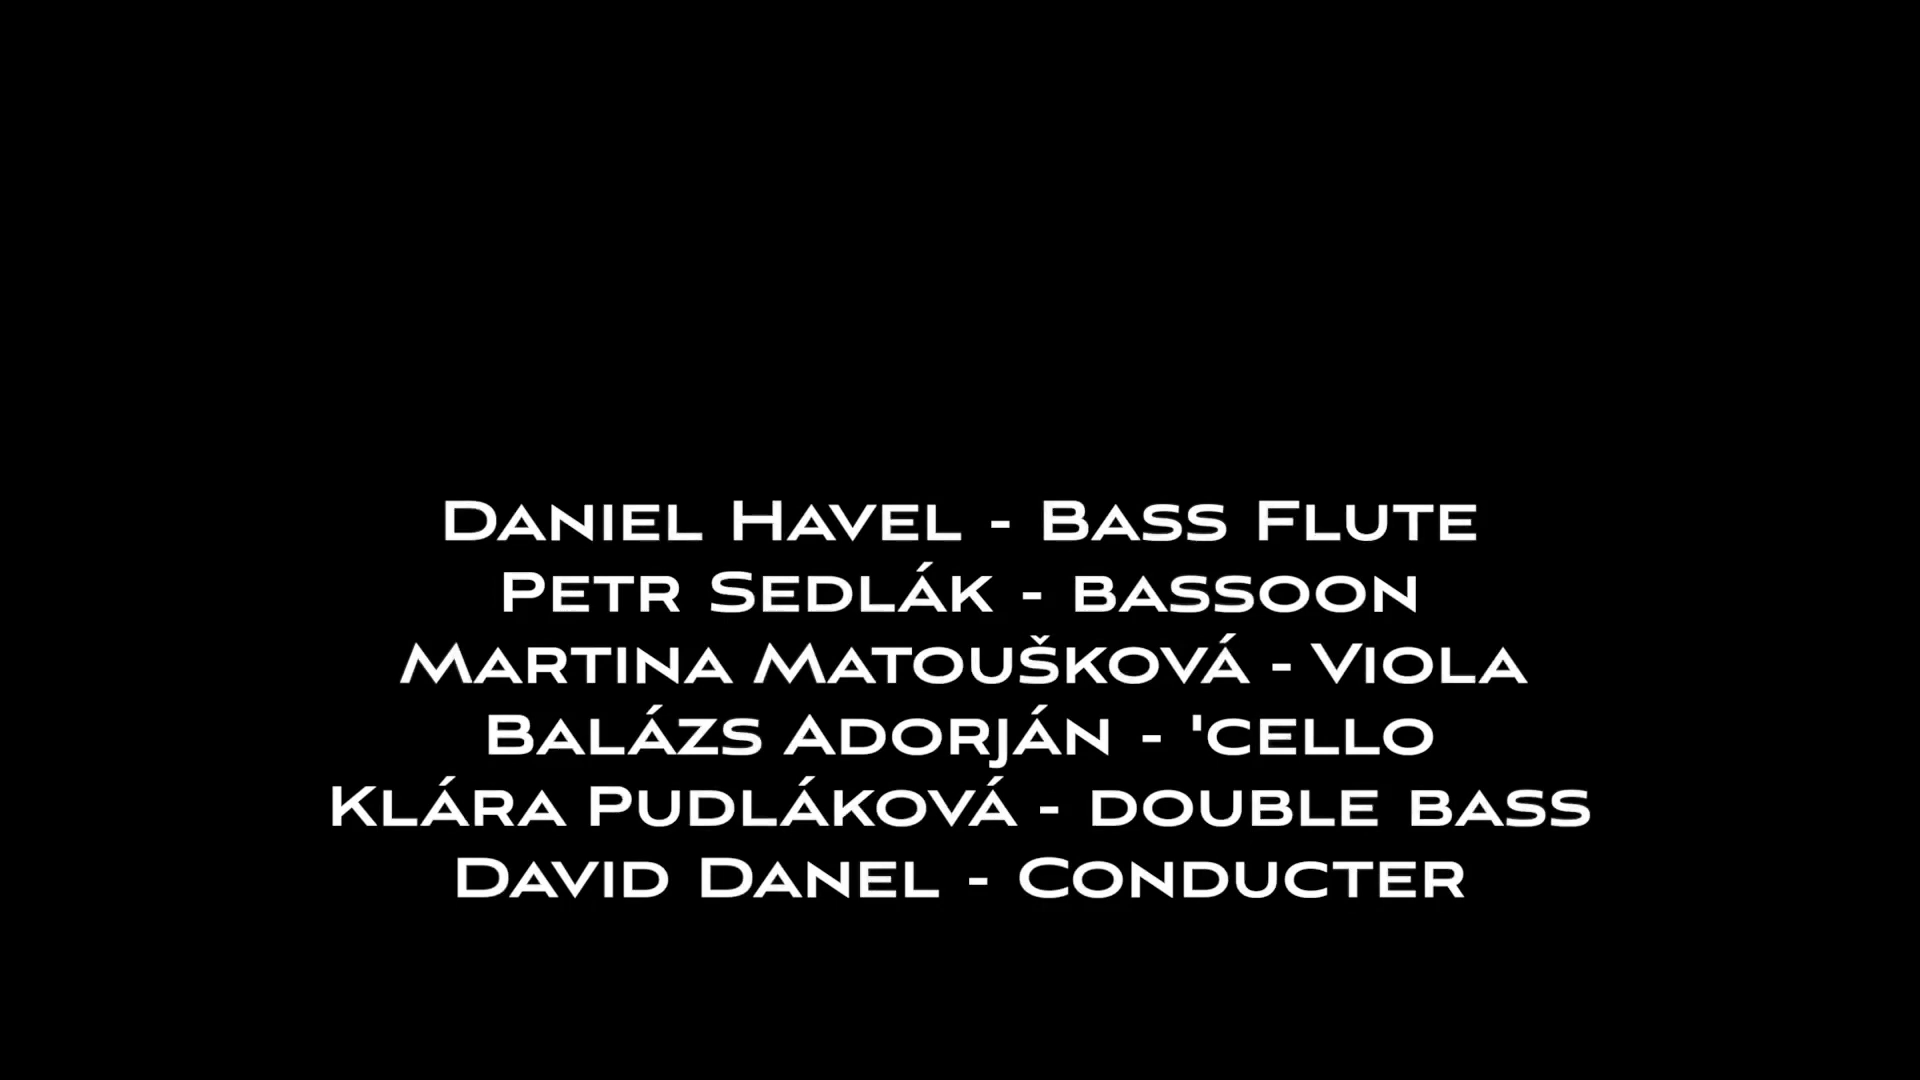 Daniel Havel - Bass Flute
Petr Sedlák - bassoon
Martina Matoušková - Viola
Balázs Adorján - 'cello
Klára Pudláková - double bass
David Danel - Conducter